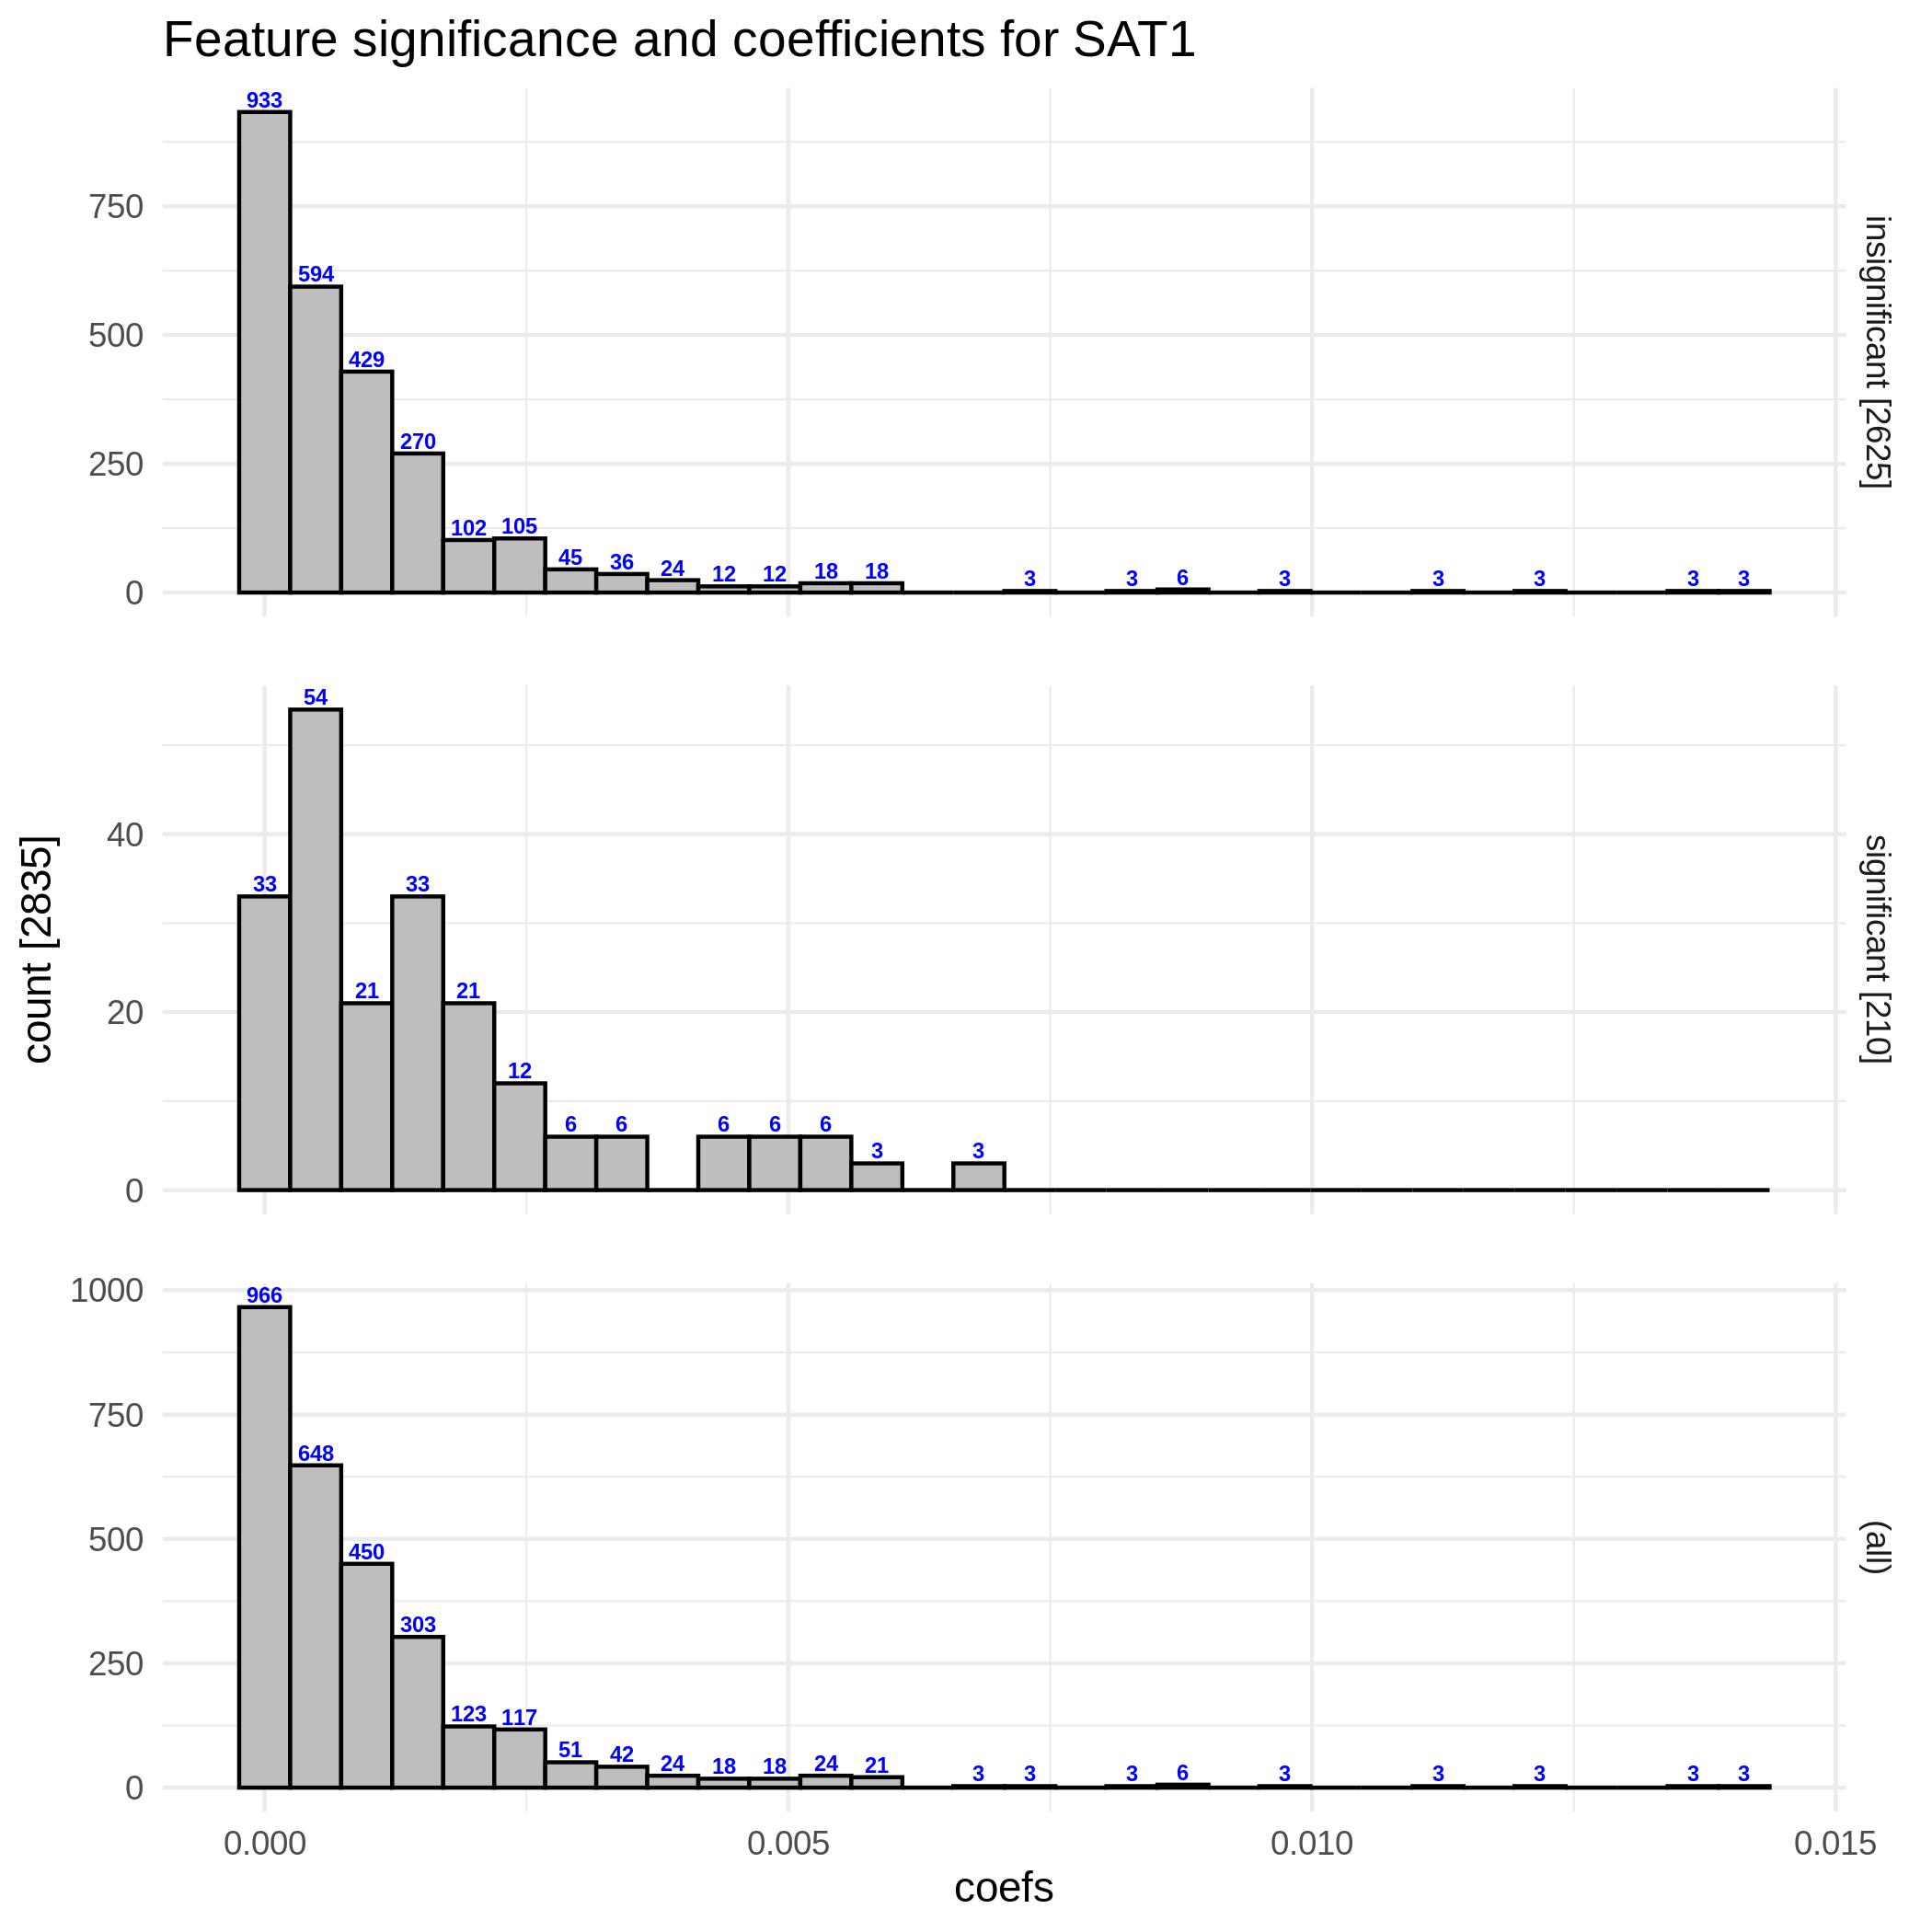 Feature significance and coefficients for SAT1
933
594
429
270
102 105
45 36 24 12 12 18 18 3 3 6 3 3 3 3 3
750
500
250
0
insignificant [2625]
54
33
21
33
21
12
6 6 6 6 6 3 3
40
20
0
significant [210]
count [2835]
966
648
450
303
123 117
51 42 24 18 18 24 21 3 3 3 6 3 3 3 3 3
1000
750
500
250
0
(all)
0.000 0.005 0.010 0.015
coefs